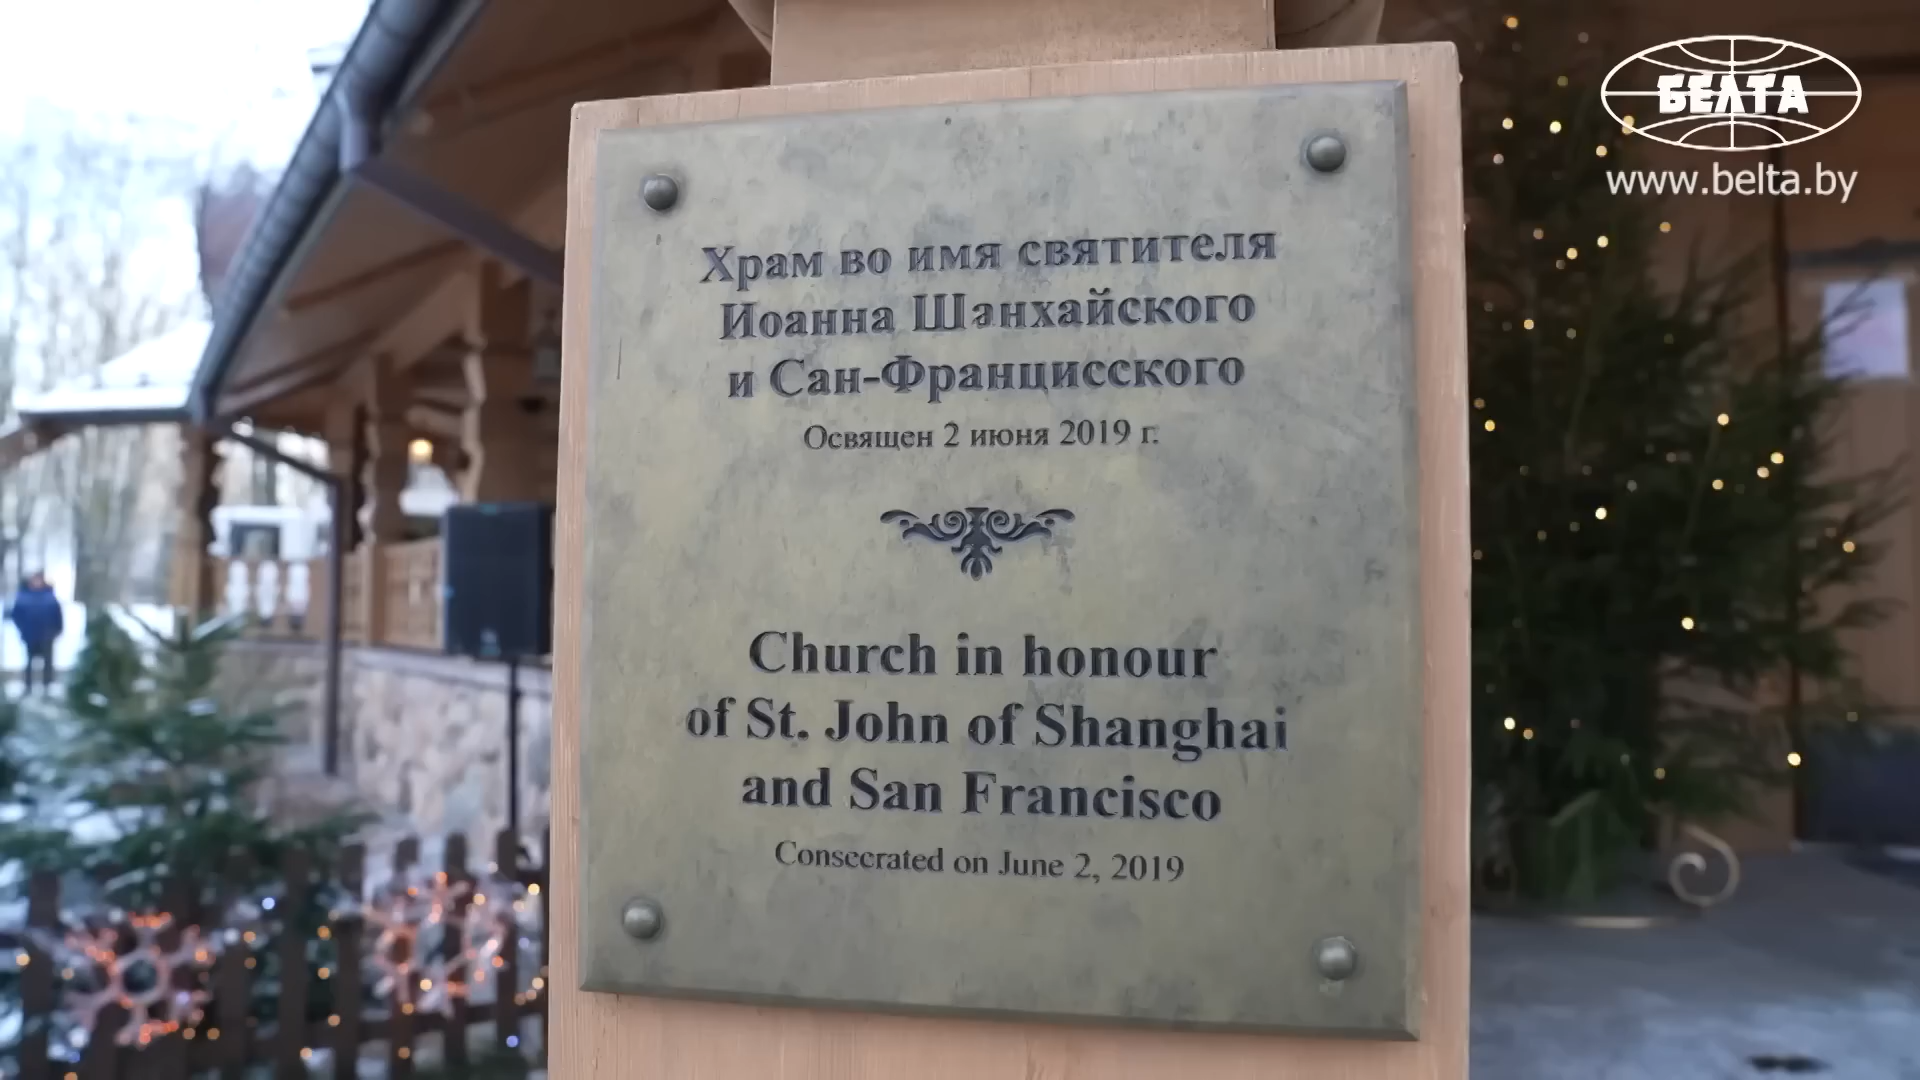 БЕЛТА
www.belta.by
Храм во имя святителя
Иоанна Шанхайского
и Сан-Францисского
Освящен 2 июня 2019 г.
Church in honour
of St. John of Shanghai
and San Francisco
Consecrated on June 2, 2019